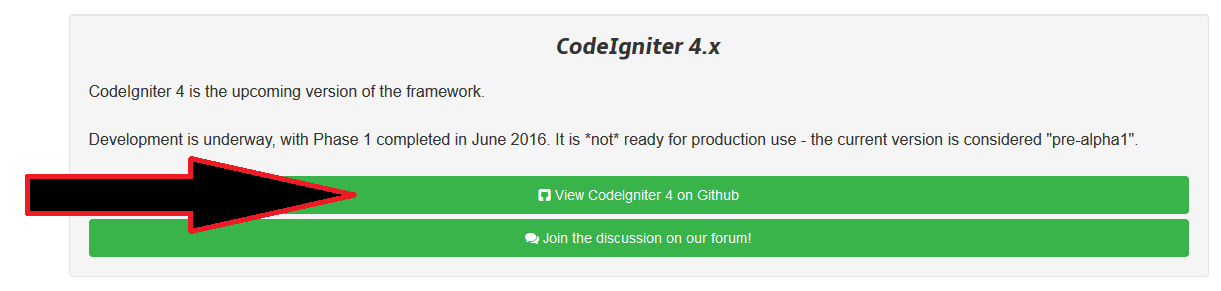 CodeIgniter 4.x
CodeIgniter 4 is the upcoming version of the framework.
Development is underway, with Phase 1 completed in June 2016. It is *not* ready for production use - the current version is considered "pre-alpha1".
View CodeIgniter 4 on Github
Join the discussion on our forum!